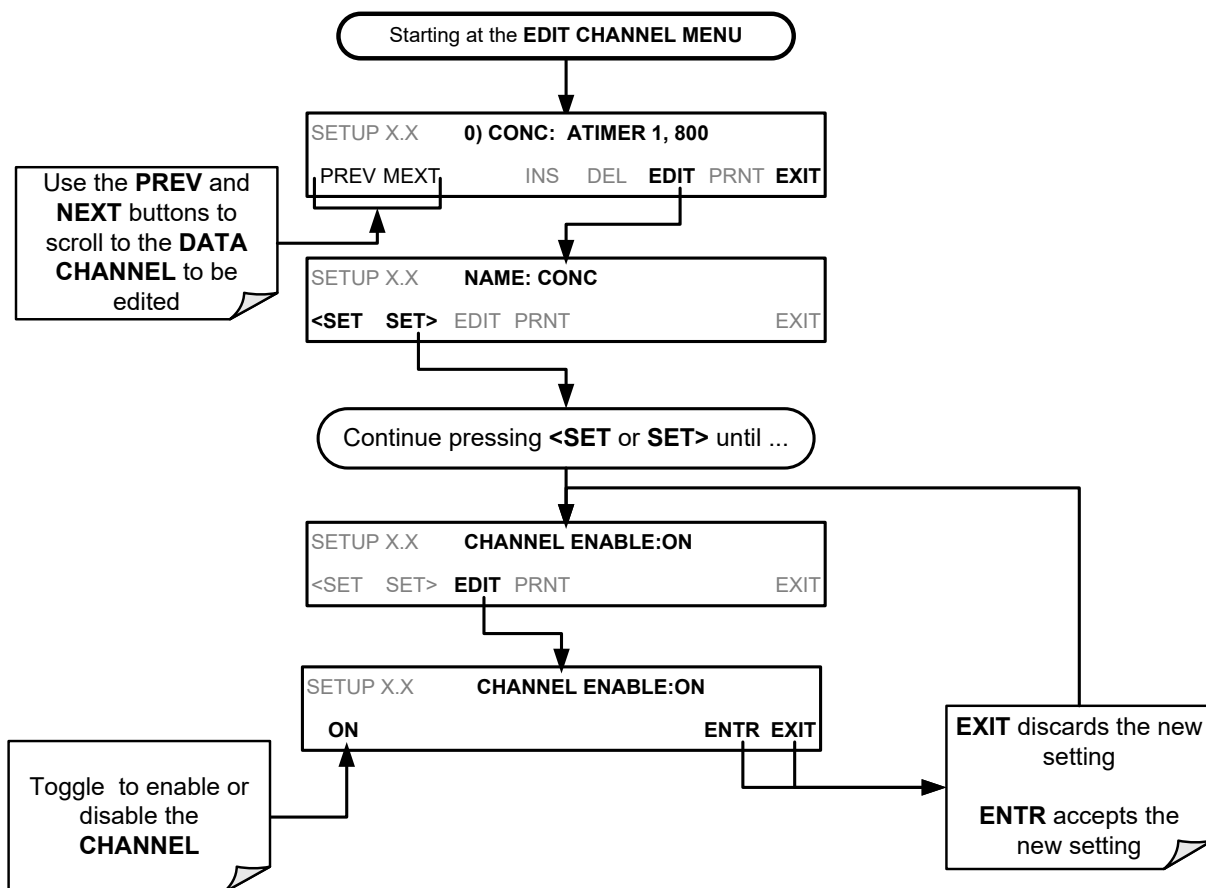 Starting at the EDIT CHANNEL MENU
SETUP X.X 0) CONC: ATIMER 1, 800
PREV MEXT INS DEL EDIT PRNT EXIT
Use the PREV and
NEXT buttons to
scroll to the DATA
CHANNEL to be
edited
SETUP X.X NAME: CONC
<SET SET> EDIT PRNT EXIT
Continue pressing <SET or SET> until ...
SETUP X.X CHANNEL ENABLE:ON
<SET SET> EDIT PRNT EXIT
SETUP X.X CHANNEL ENABLE:ON
ON ENTR EXIT
Toggle to enable or
disable the
CHANNEL
EXIT discards the new
setting
ENTR accepts the
new setting